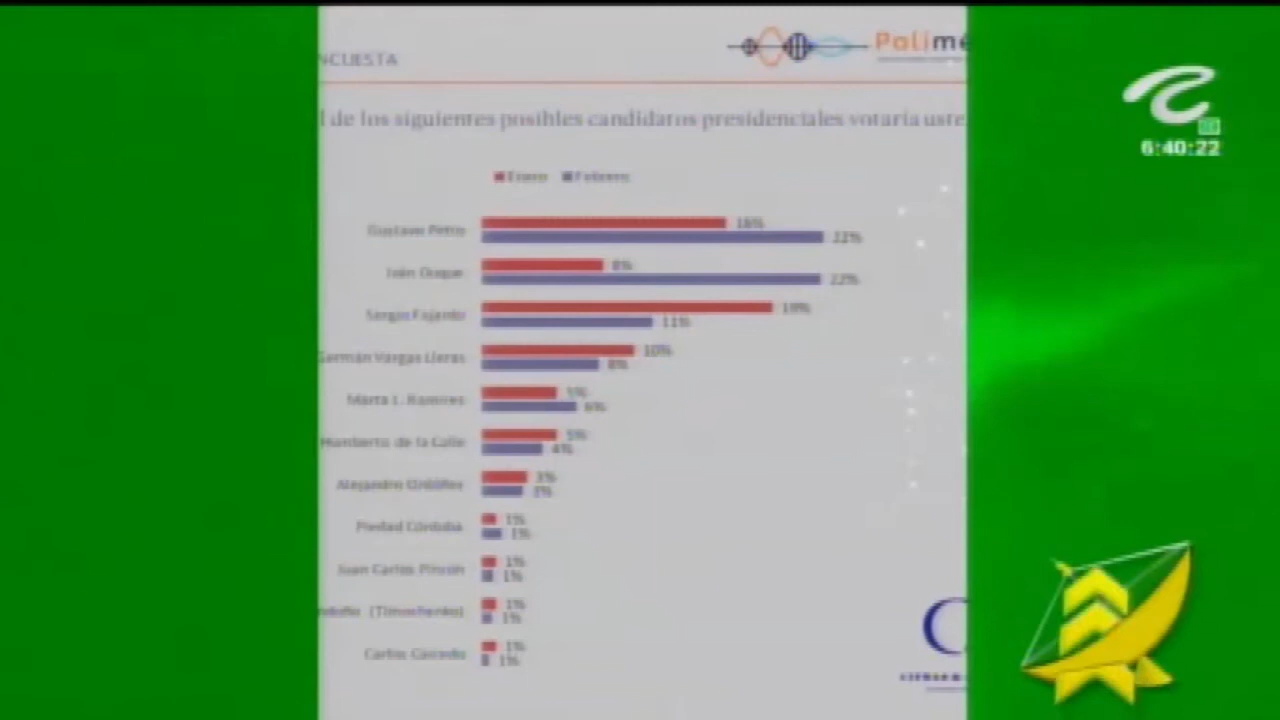 NCUESTA
Polimé
l de los siguientes posibles candidatos presidenciales votaría uste
6:40:22
Enero Febrero
Gustavo Petro 16%
22%
Iván Duque 8%
22%
Sergio Fajardo 19%
11%
Germán Vargas Lleras 10%
8%
Marta L. Ramírez 5%
6%
Humberto de la Calle 5%
4%
Alejandro Ordóñez 3%
3%
Piedad Córdoba 1%
1%
Juan Carlos Pinzón 1%
1%
ndoño (Timochenko) 1%
1%
Carlos Caicedo 1%
1%
C